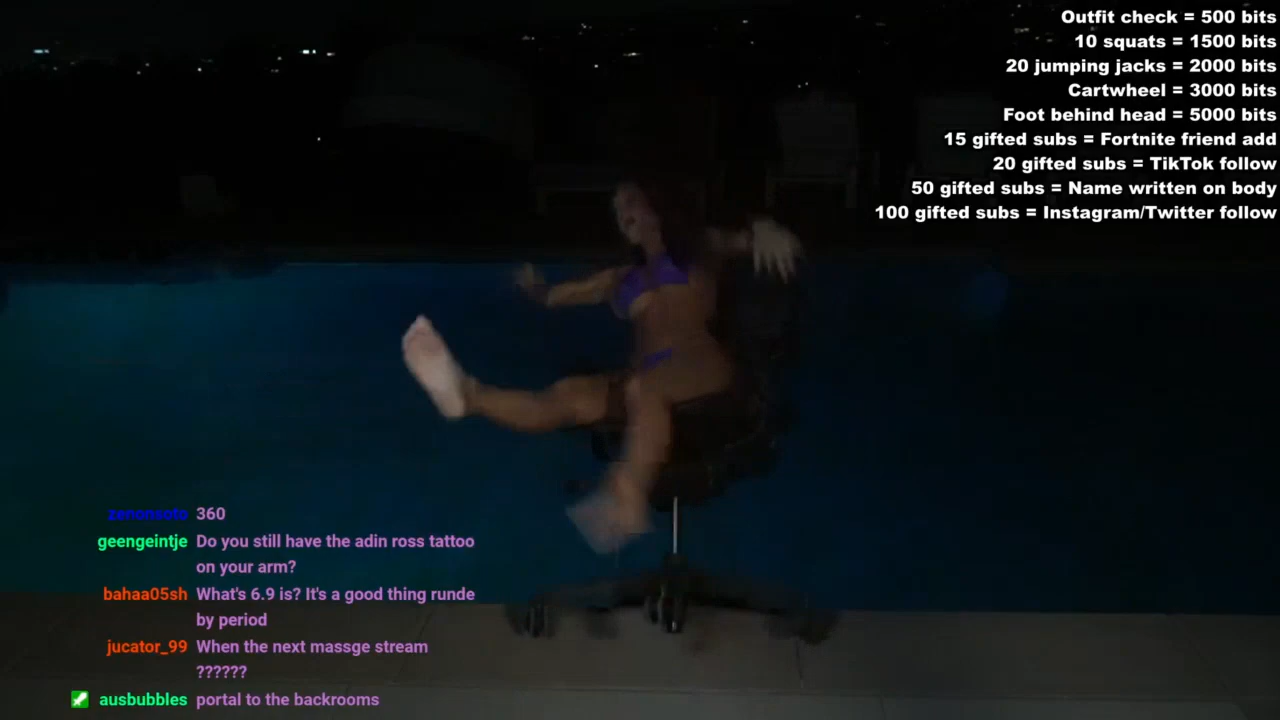 Outfit check = 500 bits
10 squats = 1500 bits
20 jumping jacks = 2000 bits
Cartwheel = 3000 bits
Foot behind head = 5000 bits
15 gifted subs = Fortnite friend add
20 gifted subs = TikTok follow
50 gifted subs = Name written on body
100 gifted subs = Instagram/Twitter follow
zenonsoto 360
geengeintje Do you still have the adin ross tattoo
on your arm?
bahaa05sh What's 6.9 is? It's a good thing runde
by period
jucator_99 When the next massge stream
??????
ausbubbles portal to the backrooms